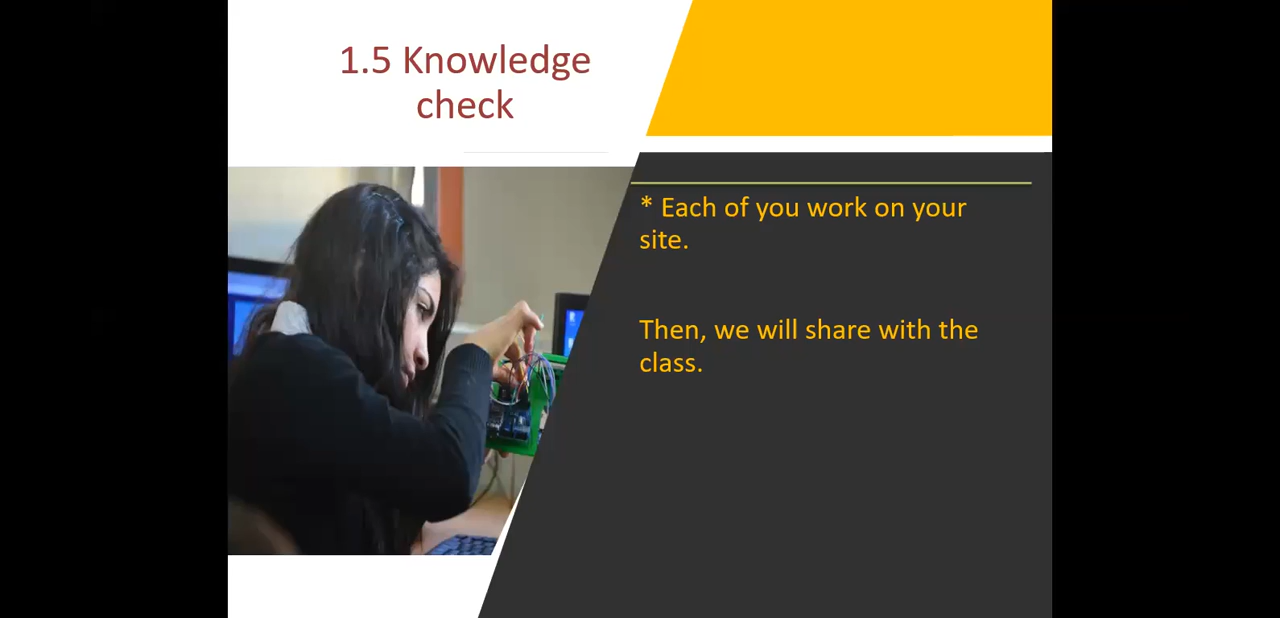 1.5 Knowledge
check
* Each of you work on your
site.
Then, we will share with the
class.